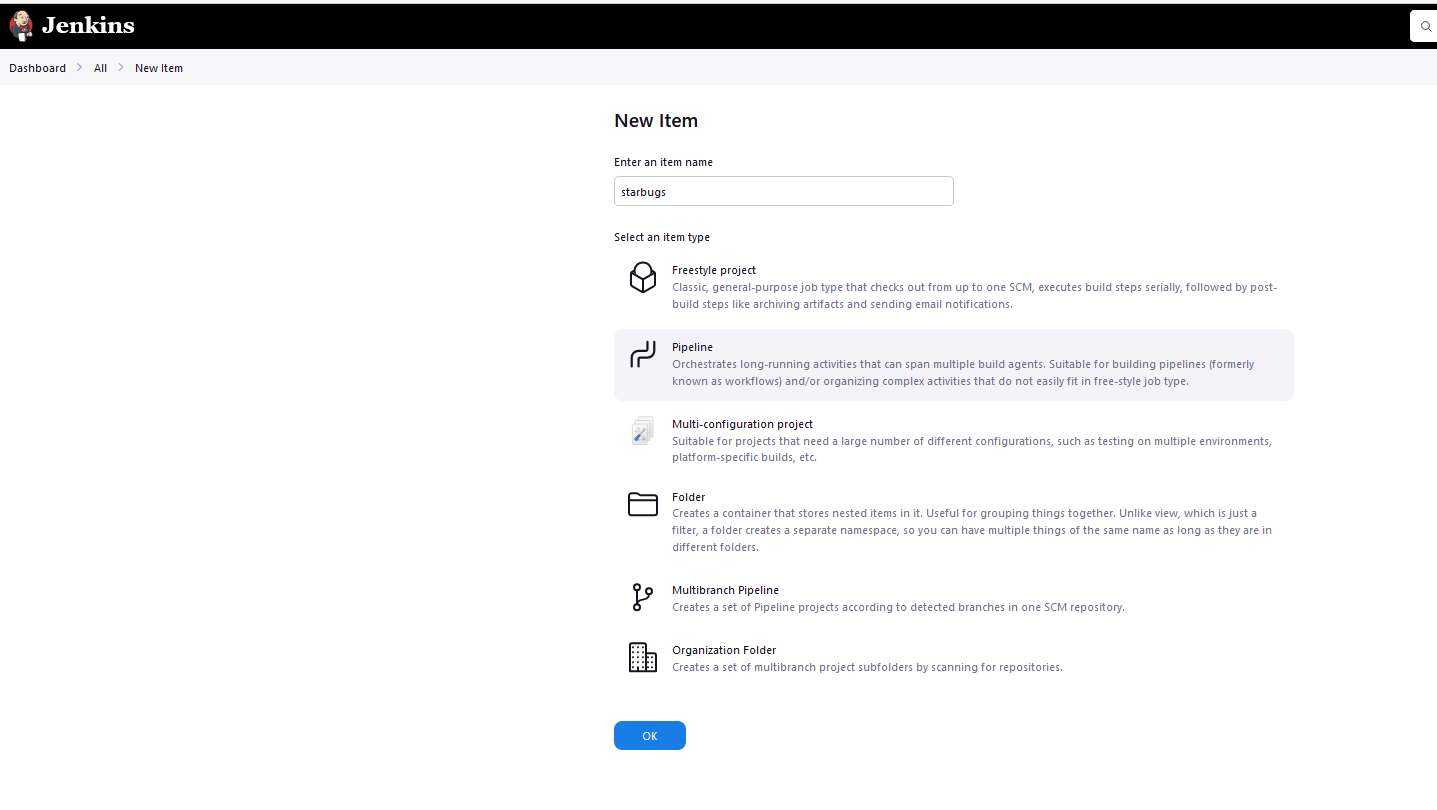 Jenkins
Dashboard > All > New Item
New Item
Enter an item name
starbugs
Select an item type
Freestyle project
Classic, general-purpose job type that checks out from up to one SCM, executes build steps serially, followed by post-
build steps like archiving artifacts and sending email notifications.
Pipeline
Orchestrates long-running activities that can span multiple build agents. Suitable for building pipelines (formerly
known as workflows) and/or organizing complex activities that do not easily fit in free-style job type.
Multi-configuration project
Suitable for projects that need a large number of different configurations, such as testing on multiple environments,
platform-specific builds, etc.
Folder
Creates a container that stores nested items in it. Useful for grouping things together. Unlike view, which is just a
filter, a folder creates a separate namespace, so you can have multiple things of the same name as long as they are in
different folders.
Multibranch Pipeline
Creates a set of Pipeline projects according to detected branches in one SCM repository.
Organization Folder
Creates a set of multibranch project subfolders by scanning for repositories.
OK